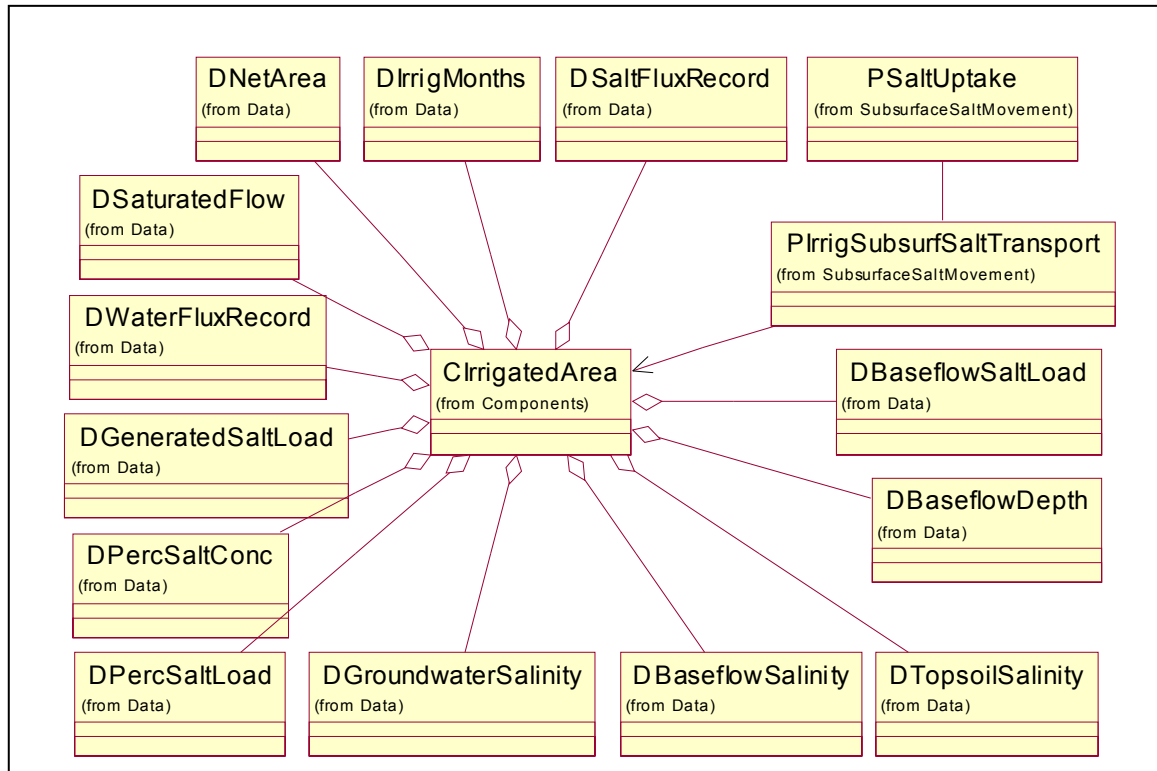 DNetArea
(from Data)
DIrrigMonths
(from Data)
DSaltFluxRecord
(from Data)
PSaltUptake
(from SubsurfaceSaltMovement)
DSaturatedFlow
(from Data)
PIrrigSubsurfSaltTransport
(from SubsurfaceSaltMovement)
DWaterFluxRecord
(from Data)
CIrrigatedArea
(from Components)
DBaseflowSaltLoad
(from Data)
DGeneratedSaltLoad
(from Data)
DBaseflowDepth
(from Data)
DPercSaltConc
(from Data)
DPercSaltLoad
(from Data)
DGroundwaterSalinity
(from Data)
DBaseflowSalinity
(from Data)
DTopsoilSalinity
(from Data)